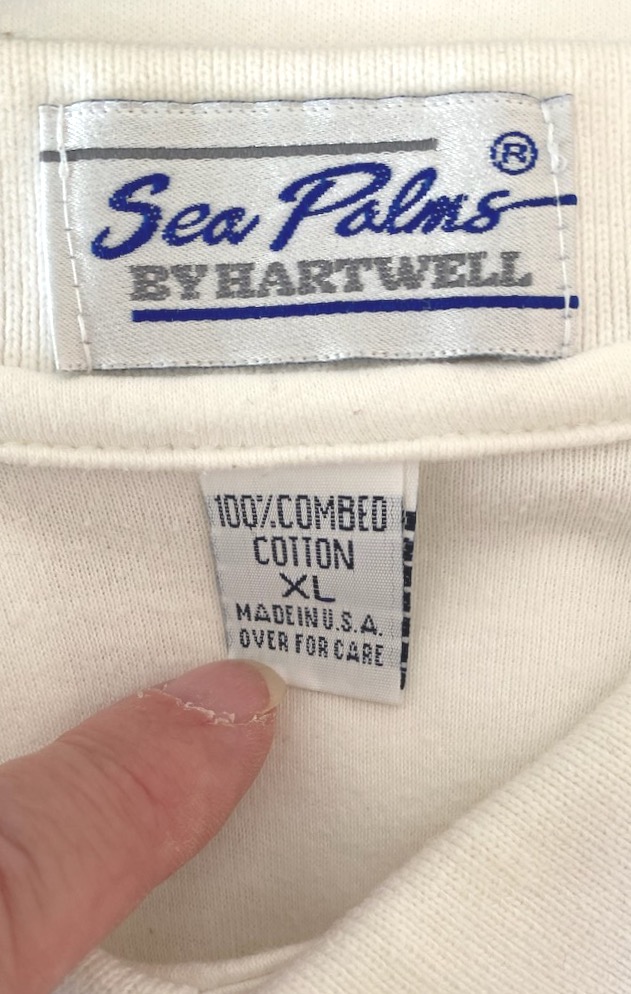 Sea Palms ®
BY HARTWELL
100% COMBED
COTTON
XL
MADE IN U.S.A.
OVER FOR CARE